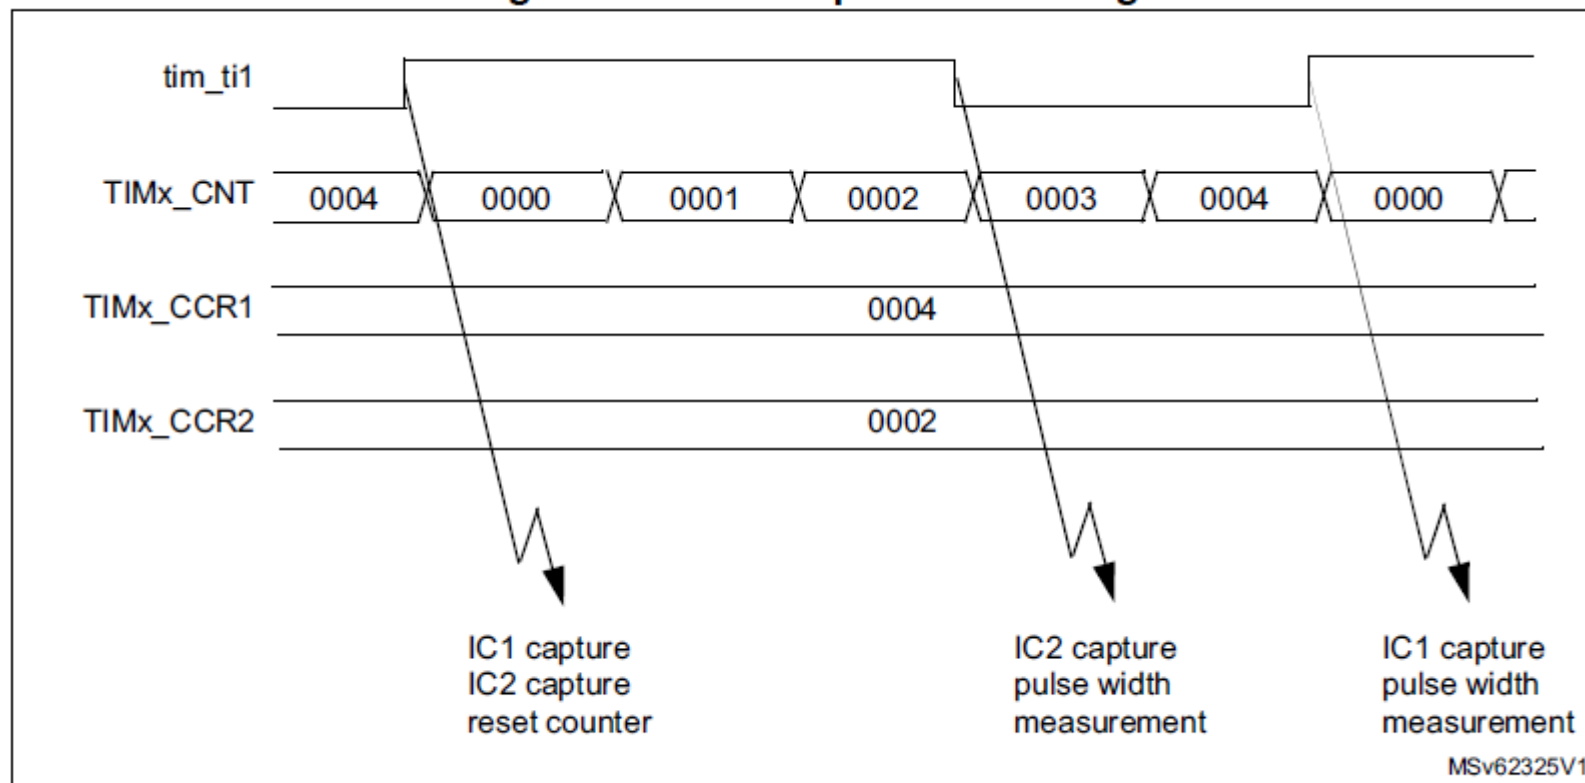 tim_ti1
TIMx_CNT 0004 0000 0001 0002 0003 0004 0000
TIMx_CCR1 0004
TIMx_CCR2 0002
IC1 capture
IC2 capture
reset counter
IC2 capture
pulse width
measurement
IC1 capture
pulse width
measurement
MSv62325V1